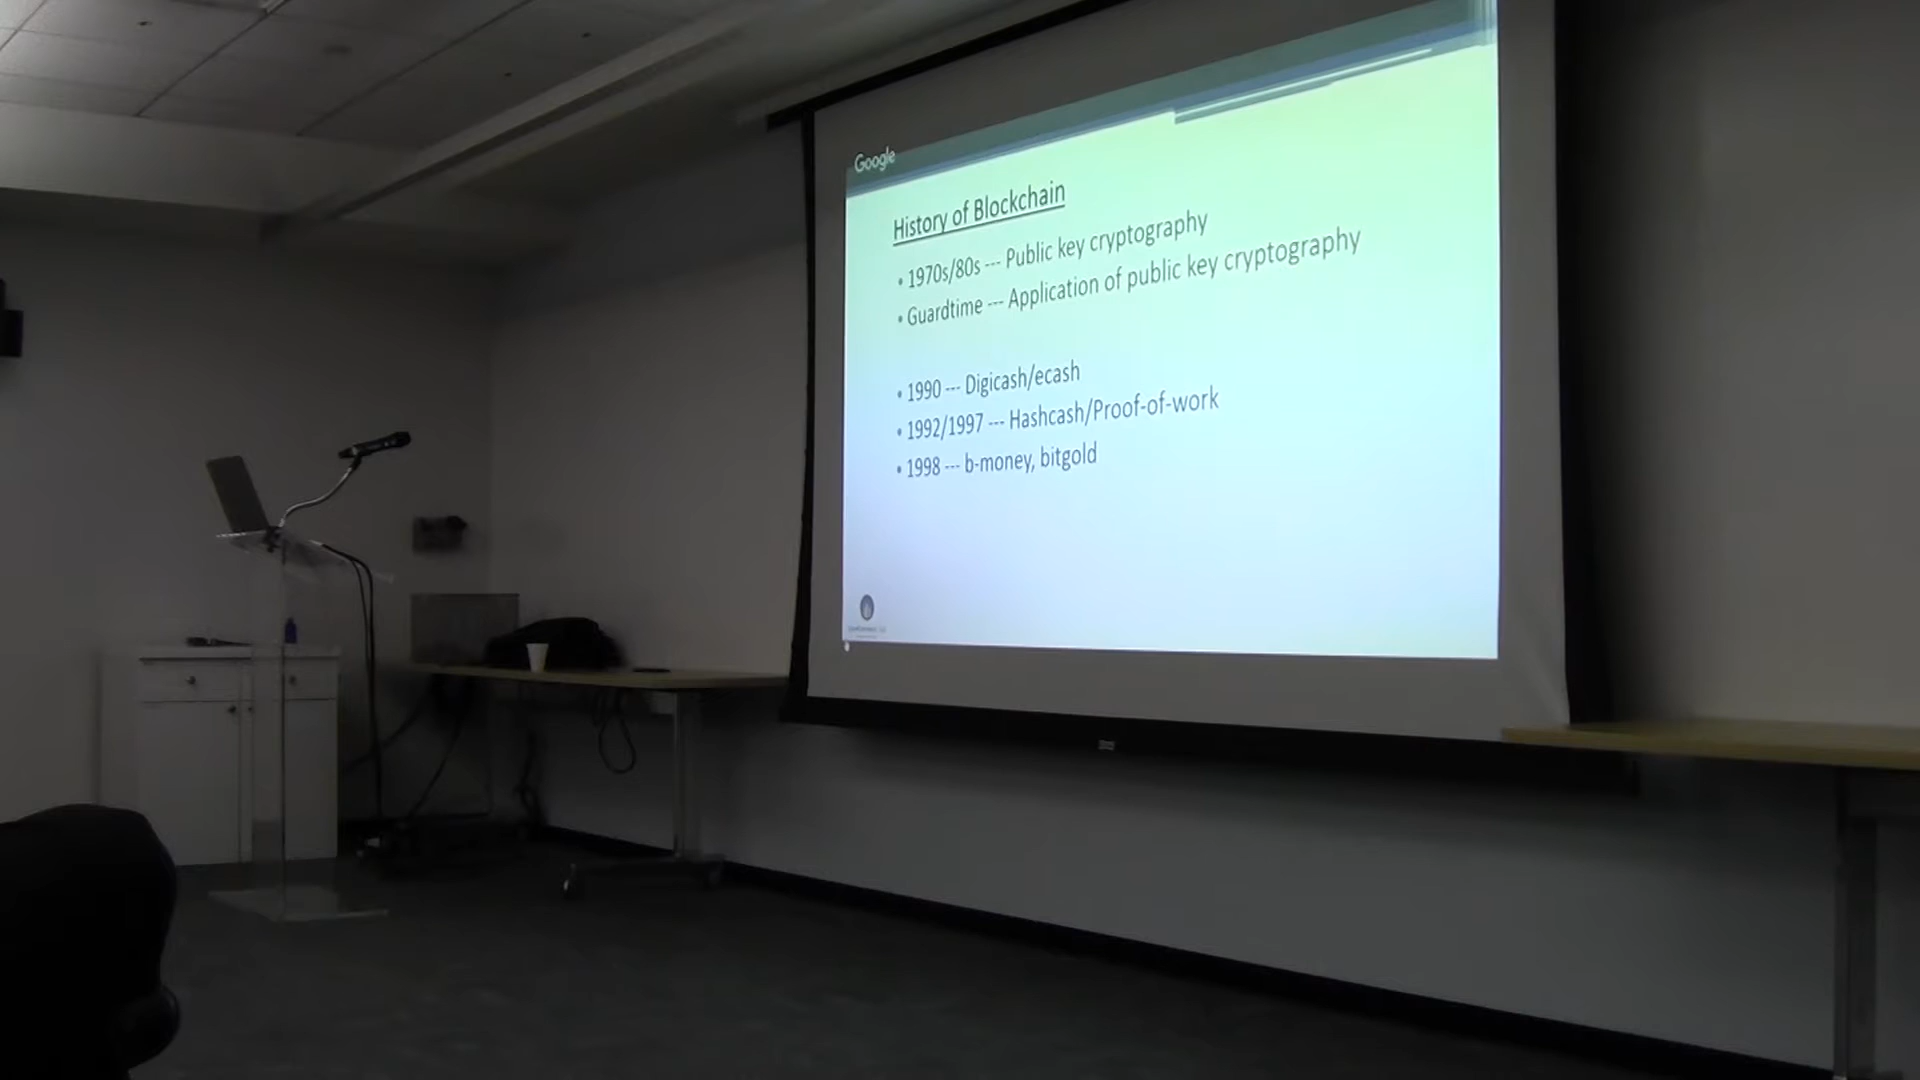 Google
History of Blockchain
• 1970s/80s --- Public key cryptography
• Guardtime --- Application of public key cryptography
• 1990 --- Digicash/ecash
• 1992/1997 --- Hashcash/Proof-of-work
• 1998 --- b-money, bitgold